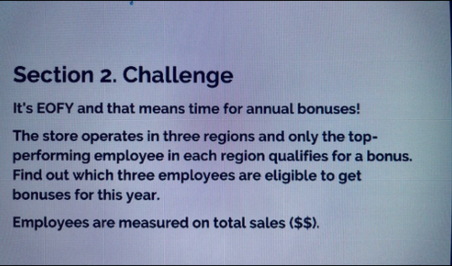 Section 2. Challenge
It's EOFY and that means time for annual bonuses!
The store operates in three regions and only the top-
performing employee in each region qualifies for a bonus.
Find out which three employees are eligible to get
bonuses for this year.
Employees are measured on total sales ($$).